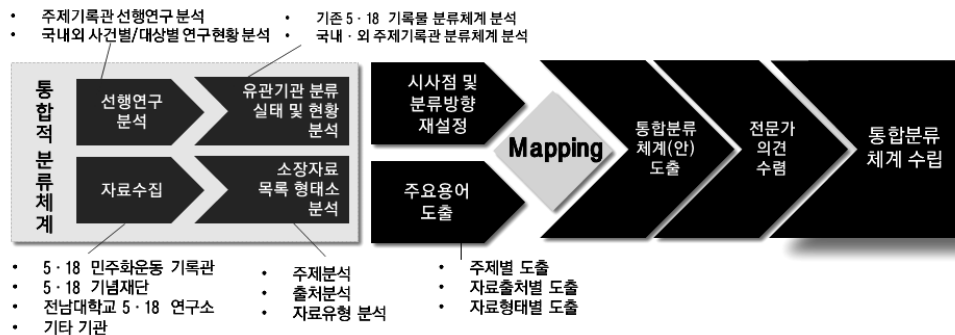 • 주제기록관 선행연구 분석
• 국내외 사건별/대상별 연구현황 분석
• 기존 5·18 기록물 분류체계 분석
• 국내·외 주제기록관 분류체계 분석
통합적 분류체계
선행연구
분석
유관기관 분류
실태 및 현황
분석
자료수집
소장자료
목록 형태소
분석
시사점 및
분류방향
재설정
주요용어
도출
Mapping
통합분류
체계(안)
도출
전문가
의견
수렴
통합분류
체계 수립
• 5·18 민주화운동 기록관
• 5·18 기념재단
• 전남대학교 5·18 연구소
• 기타 기관
• 주제분석
• 출처분석
• 자료유형 분석
• 주제별 도출
• 자료출처별 도출
• 자료형태별 도출